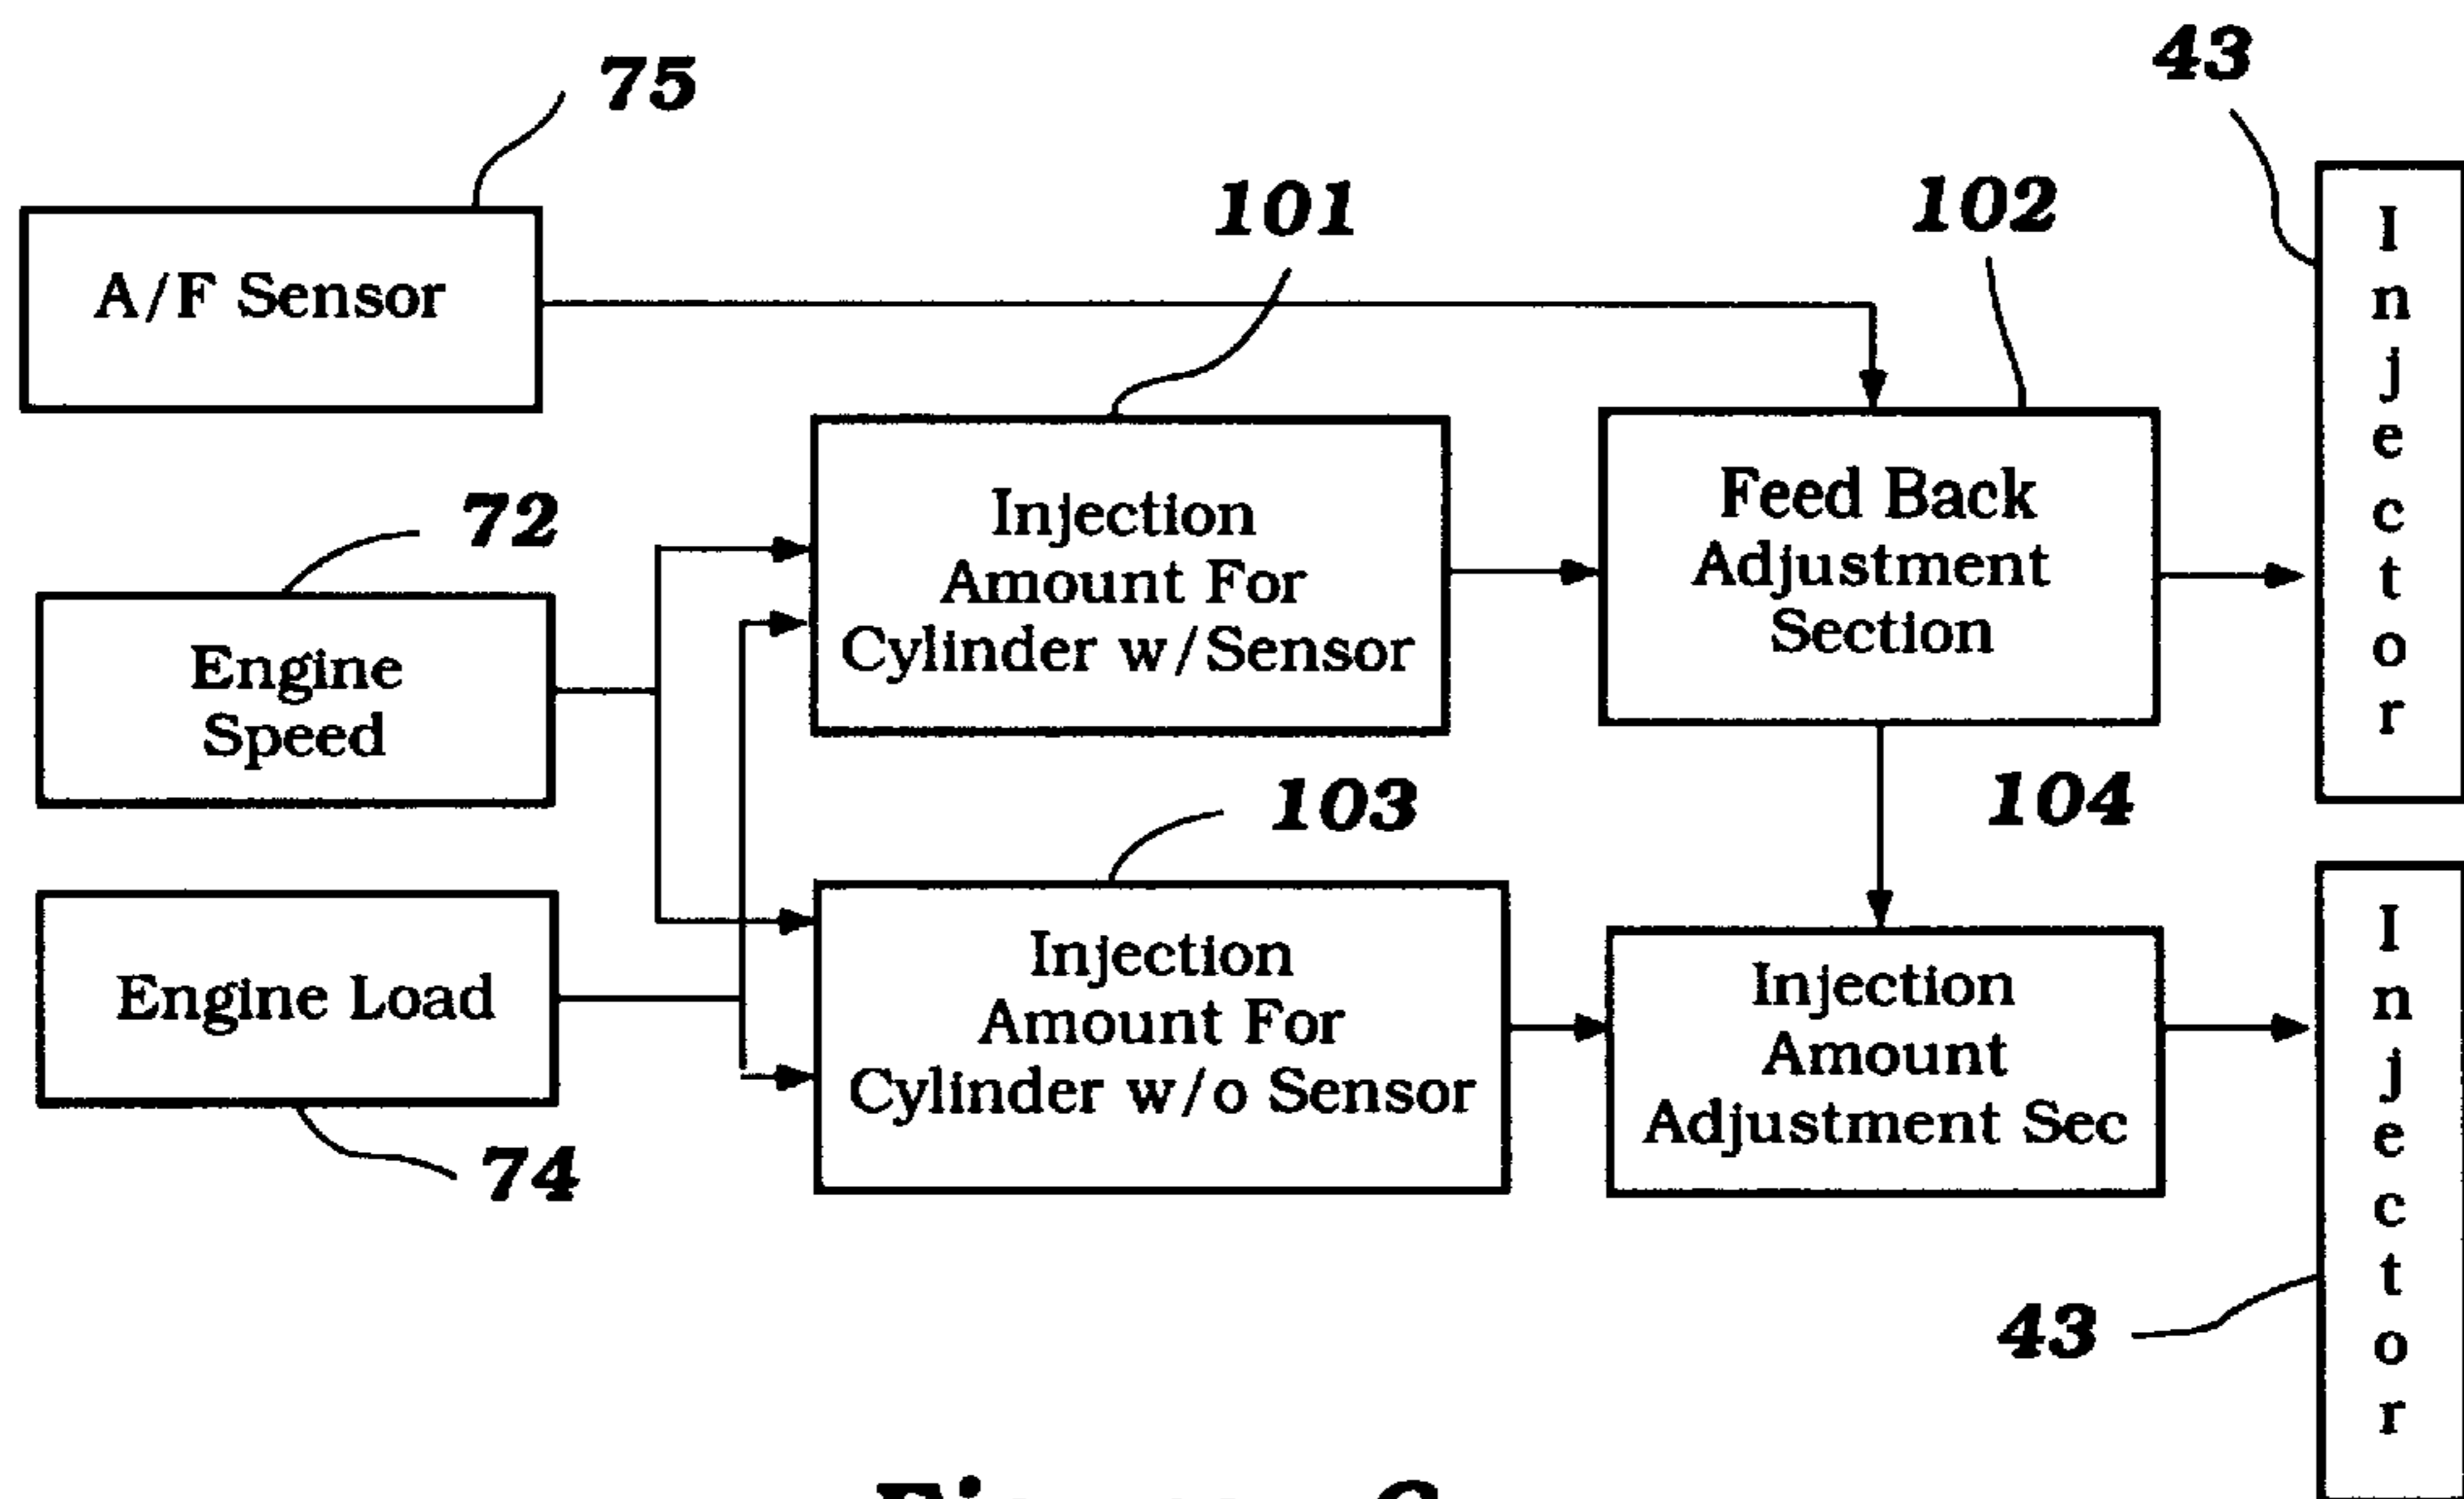 75
43
101
102
A/F Sensor
72
Injection
Amount For
Cylinder w/Sensor
Feed Back
Adjustment
Section
Injector
Engine
Speed
103
104
Engine Load
74
Injection
Amount For
Cylinder w/o Sensor
Injection
Amount
Adjustment Sec
Injector
43